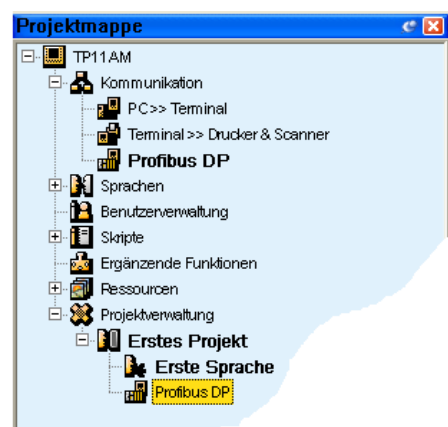 Projektmappe
TP11AM
Kommunikation
PC>> Terminal
Terminal >> Drucker & Scanner
Profibus DP
Sprachen
Benutzerverwaltung
Skripte
Ergänzende Funktionen
Ressourcen
Projektverwaltung
Erstes Projekt
Erste Sprache
Profibus DP